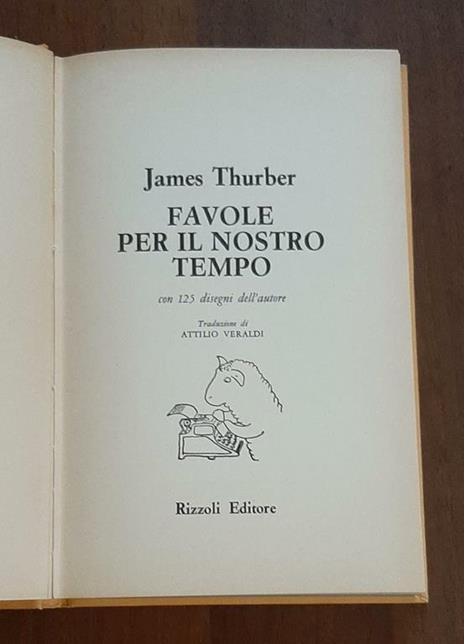 James Thurber
FAVOLE
PER IL NOSTRO
TEMPO
con 125 disegni dell'autore
Traduzione di
ATTILIO VERALDI
Rizzoli Editore